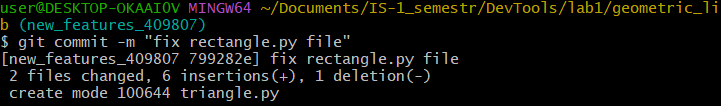 user@DESKTOP-OKAAI0V MINGW64 ~/Documents/IS-1_semestr/DevTools/lab1/geometric_li
b (new_features_409807)
$ git commit -m "fix rectangle.py file"
[new_features_409807 799282e] fix rectangle.py file
 2 files changed, 6 insertions(+), 1 deletion(-)
 create mode 100644 triangle.py